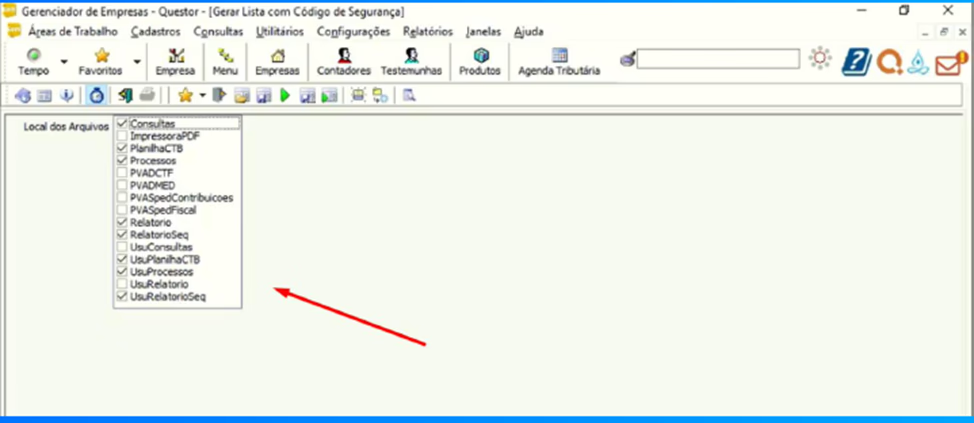 Gerenciador de Empresas - Questor - [Gerar Lista com Código de Segurança]
Áreas de Trabalho Cadastros Consultas Utilitários Configurações Relatórios Janelas Ajuda
Tempo Favoritos Empresa Menu Empresas Contadores Testemunhas Produtos Agenda Tributária
Local dos Arquivos
Consultas
ImpressoraPDF
PlanilhaCTB
Processos
PVADCTF
PVADMED
PVASpedContribuicoes
PVASpedFiscal
Relatorio
RelatorioSeq
UsuConsultas
UsuPlanilhaCTB
UsuProcessos
UsuRelatorio
UsuRelatorioSeq